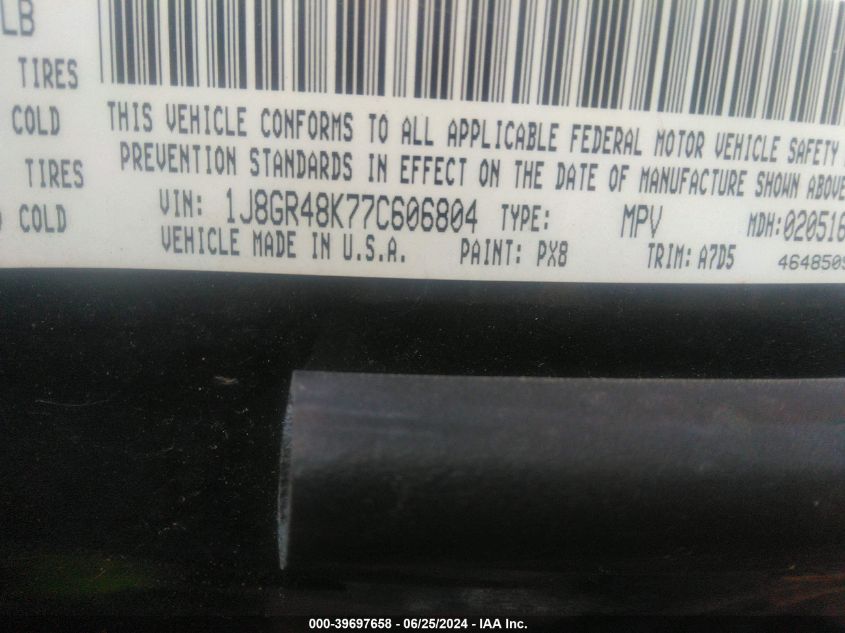 LB
TIRES
COLD
TIRES
COLD
THIS VEHICLE CONFORMS TO ALL APPLICABLE FEDERAL MOTOR VEHICLE SAFETY
PREVENTION STANDARDS IN EFFECT ON THE DATE OF MANUFACTURE SHOWN ABOVE
VIN: 1J8GR48K77C606804 TYPE: MPV MDH:020516
VEHICLE MADE IN U.S.A. PAINT: PX8 TRIM: A7D5 4648509
000-39697658 - 06/25/2024 - IAA Inc.